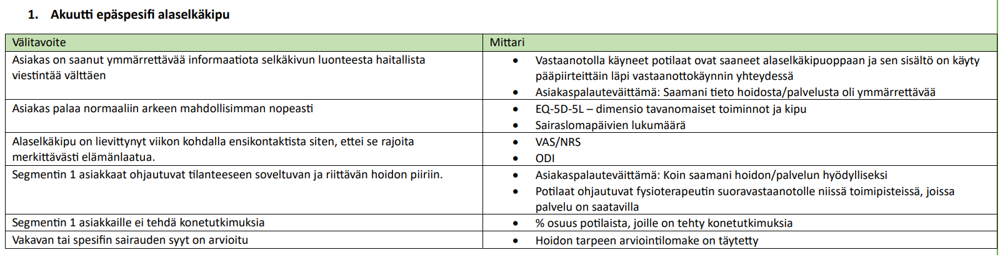 1. Akuutti epäspesifi alaselkäkipu
Välitavoite
Mittari
Asiakas on saanut ymmärrettävää informaatiota selkäkivun luonteesta haitallista
viestintää välttäen
• Vastaanotolla käyneet potilaat ovat saaneet alaselkäkipuoppaan ja sen sisältö on käyty
pääpiirteittäin läpi vastaanottokäynnin yhteydessä
• Asiakaspalauteväittämä: Saamani tieto hoidosta/palvelusta oli ymmärrettävää
Asiakas palaa normaaliin arkeen mahdollisimman nopeasti
• EQ-5D-5L – dimensio tavanomaiset toiminnot ja kipu
• Sairaslomapäivien lukumäärä
Alaselkäkipu on lievittynyt viikon kohdalla ensikontaktista siten, ettei se rajoita
merkittävästi elämänlaatua.
• VAS/NRS
• ODI
Segmentin 1 asiakkaat ohjautuvat tilanteeseen soveltuvan ja riittävän hoidon piiriin.
• Asiakaspalauteväittämä: Koin saamani hoidon/palvelun hyödylliseksi
• Potilaat ohjautuvat fysioterapeutin suoravastaanotolle niissä toimipisteissä, joissa
palvelu on saatavilla
Segmentin 1 asiakkaille ei tehdä konetutkimuksia
• % osuus potilaista, joille on tehty konetutkimuksia
Vakavan tai spesifin sairauden syyt on arvioitu
• Hoidon tarpeen arviointilomake on täytetty